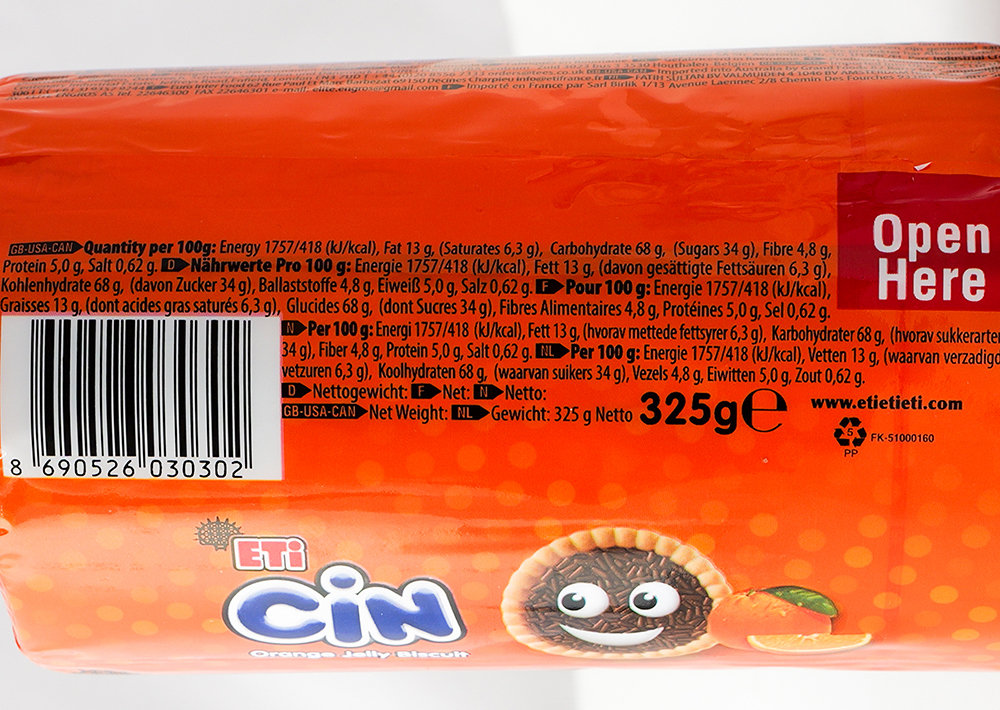 elite.eugros@gmail.com F Importé en France par Sarl Birlik 1/13 Avenue Laennec 2/8 Chemin Des
GB-USA-CAN Quantity per 100g: Energy 1757/418 (kJ/kcal), Fat 13 g, (Saturates 6,3 g), Carbohydrate 68 g, (Sugars 34 g), Fibre 4,8 g,
Protein 5,0 g, Salt 0,62 g. D Nährwerte Pro 100 g: Energie 1757/418 (kJ/kcal), Fett 13 g, (davon gesättigte Fettsäuren 6,3 g),
Kohlenhydrate 68 g, (davon Zucker 34 g), Ballaststoffe 4,8 g, Eiweiß 5,0 g, Salz 0,62 g. F Pour 100 g: Energie 1757/418 (kJ/kcal),
Graisses 13 g, (dont acides gras saturés 6,3 g), Glucides 68 g, (dont Sucres 34 g), Fibres Alimentaires 4,8 g, Protéines 5,0 g, Sel 0,62 g.
N Per 100 g: Energi 1757/418 (kJ/kcal), Fett 13 g, (hvorav mettede fettsyrer 6,3 g), Karbohydrater 68 g, (hvorav sukkerarter
34 g), Fiber 4,8 g, Protein 5,0 g, Salt 0,62 g. NL Per 100 g: Energie 1757/418 (kJ/kcal), Vetten 13 g, (waarvan verzadigd
vetzuren 6,3 g), Koolhydraten 68 g, (waarvan suikers 34 g), Vezels 4,8 g, Eiwitten 5,0 g, Zout 0,62 g.
D Nettogewicht: F Net: N Netto:
GB-USA-CAN Net Weight: NL Gewicht: 325 g Netto 325g e
www.etietieti.com
5
PP
FK-51000160
Open
Here
8 690526 030302
ETi
CiN
Orange Jelly Biscuit